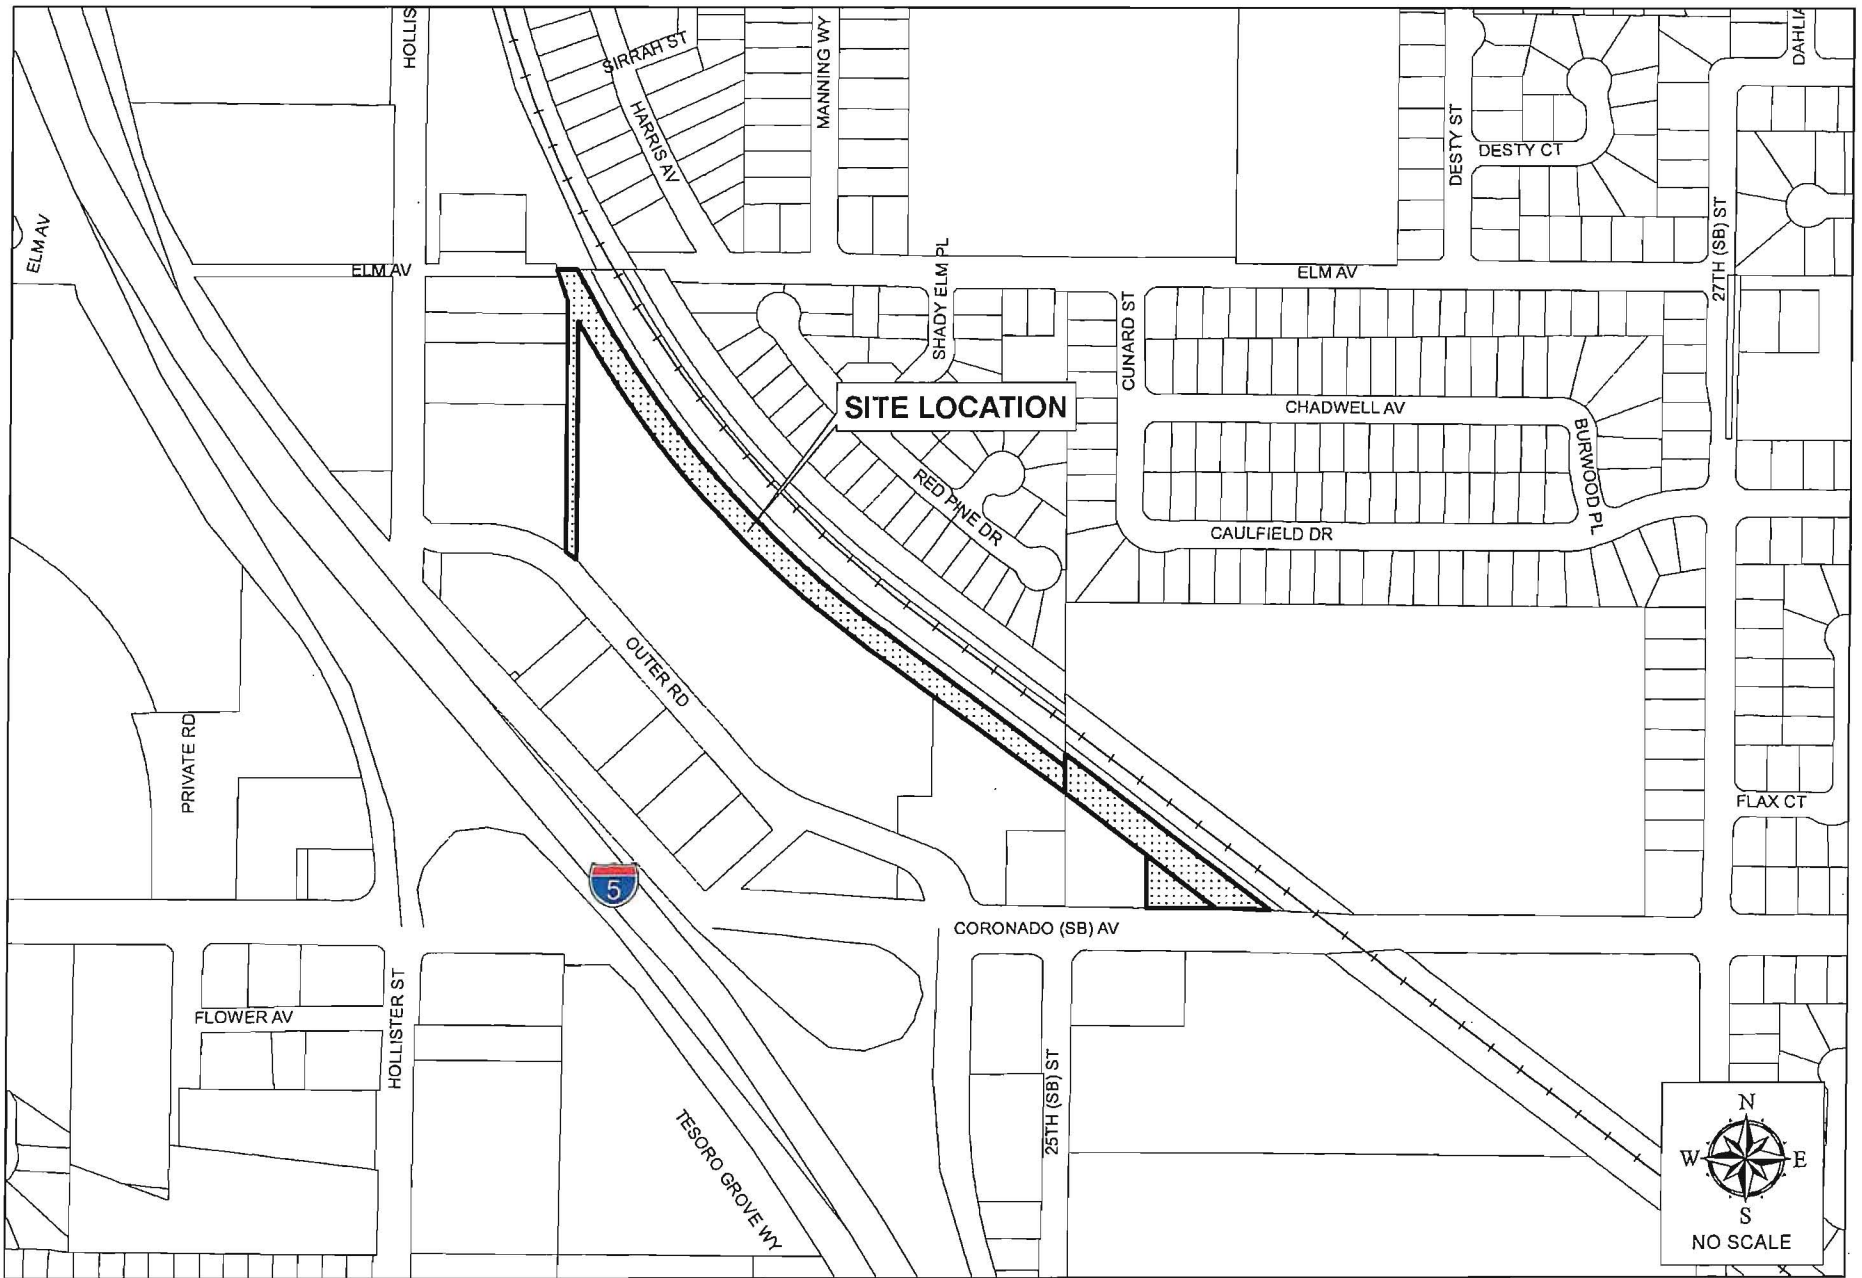 HOLLIS
SIRRAH ST
HARRIS AV
MANNING WY
DESTY ST
DESTY CT
DAHLIA
27TH (SB) ST
ELM AV
ELM AV
SHADY ELM PL
ELM AV
CUNARD ST
SITE LOCATION
CHADWELL AV
BURWOOD PL
RED PINE DR
CAULFIELD DR
OUTER RD
PRIVATE RD
FLAX CT
5
CORONADO (SB) AV
FLOWER AV
HOLLISTER ST
25TH (SB) ST
TESORO GROVE WY
N
W E
S
NO SCALE